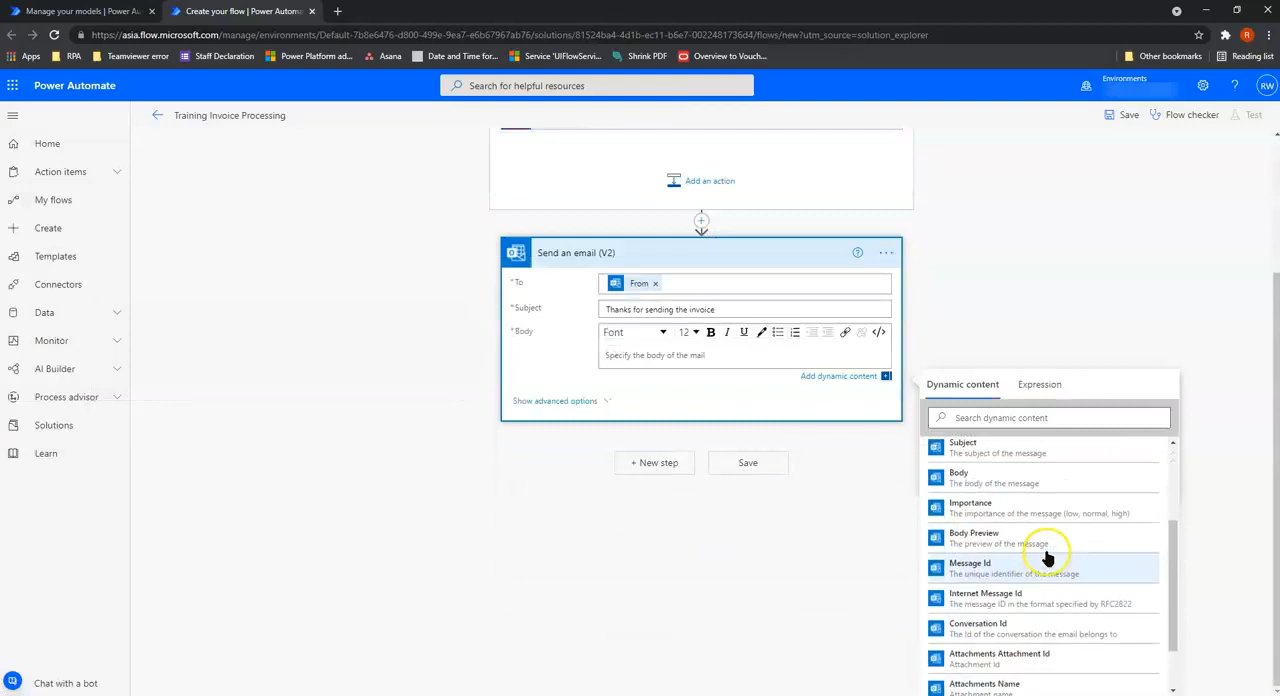 Manage your models | Power Au
Create your flow | Power Automat
https://asia.flow.microsoft.com/manage/environments/Default-7b8e6476-d800-499e-9ea7-e6b67967ab76/solutions/81524ba4-4d1b-ec11-b6e7-0022481736d4/flows/new?utm_source=solution_explorer
R
Apps
RPA
Teamviewer error
Staff Declaration
Power Platform ad...
Asana
Date and Time for...
Service 'UIFlowServi...
Shrink PDF
Overview to Vouch...
Other bookmarks
Reading list
Power Automate
Search for helpful resources
Environments
?
RW
Training Invoice Processing
Save
Flow checker
Test
Home
Action items
My flows
Create
Templates
Connectors
Data
Monitor
AI Builder
Process advisor
Solutions
Learn
Chat with a bot
Add an action
Send an email (V2)
* To
From ×
* Subject
Thanks for sending the invoice
* Body
Font
12
B I U </>
Specify the body of the mail
Add dynamic content
Show advanced options
+ New step
Save
Dynamic content
Expression
Search dynamic content
Subject
The subject of the message
Body
The body of the message
Importance
The importance of the message (low, normal, high)
Body Preview
The preview of the message
Message Id
The unique identifier of the message
Internet Message Id
The message ID in the format specified by RFC2822
Conversation Id
The Id of the conversation the email belongs to
Attachments Attachment Id
Attachment Id
Attachments Name
Attachment name